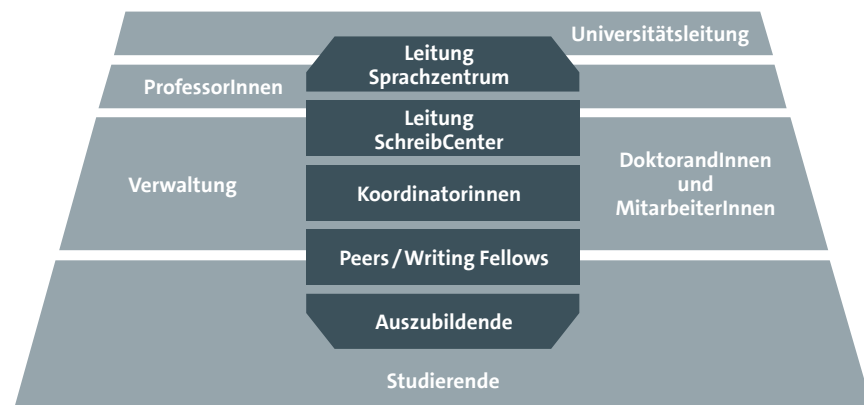 Universitätsleitung
Leitung
Sprachzentrum
ProfessorInnen
Leitung
SchreibCenter
Verwaltung
Koordinatorinnen
DoktorandInnen
und
MitarbeiterInnen
Peers / Writing Fellows
Auszubildende
Studierende